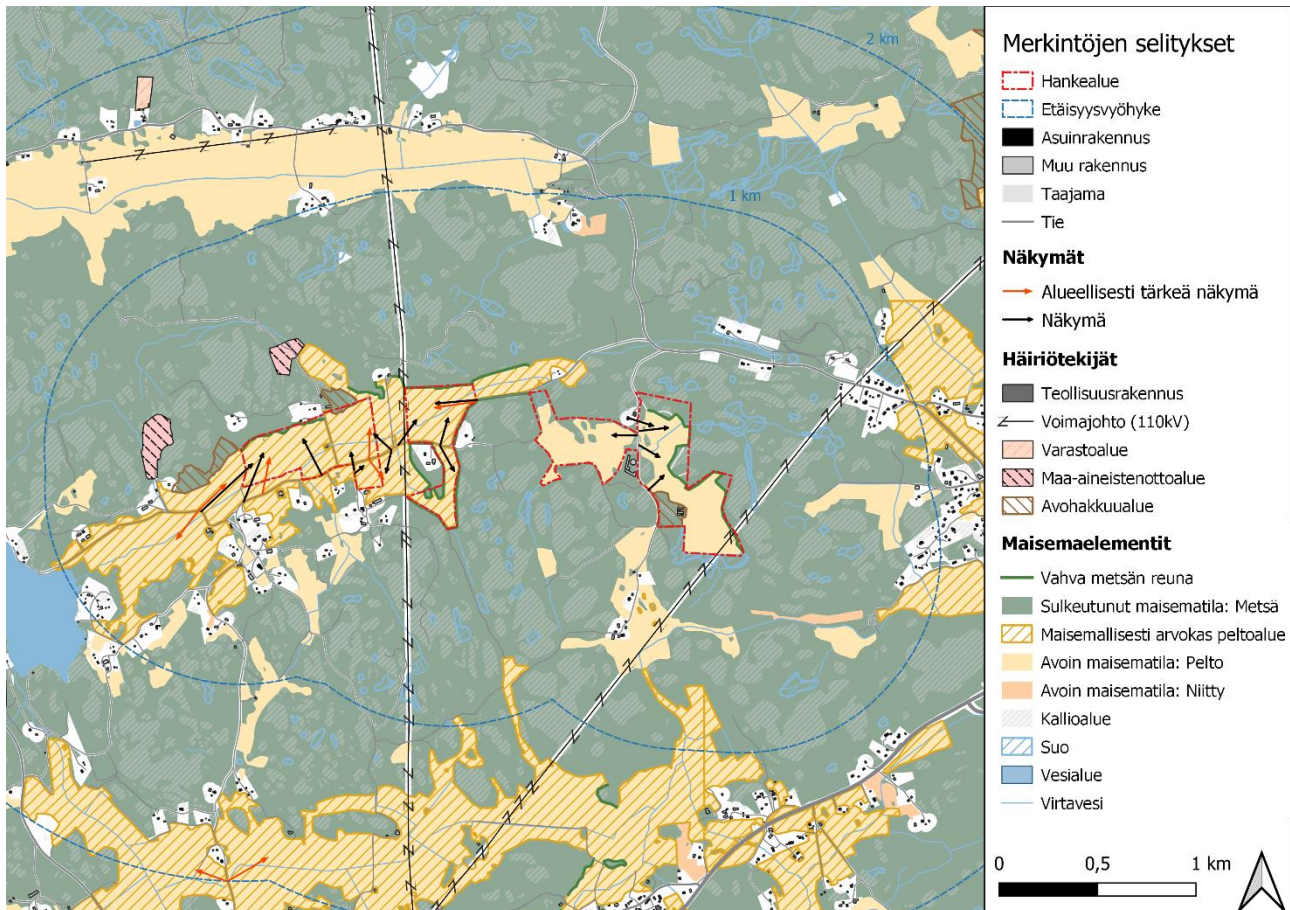 2 km
1 km
Merkintöjen selitykset
Hankealue
Etäisyysvyöhyke
Asuinrakennus
Muu rakennus
Taajama
Tie
Näkymät
Alueellisesti tärkeä näkymä
Näkymä
Häiriötekijät
Teollisuusrakennus
Voimajohto (110kV)
Varastoalue
Maa-aineistenottoalue
Avohakkuualue
Maisemaelementit
Vahva metsän reuna
Sulkeutunut maisematila: Metsä
Maisemallisesti arvokas peltoalue
Avoin maisematila: Pelto
Avoin maisematila: Niitty
Kallioalue
Suo
Vesialue
Virtavesi
0 0,5 1 km